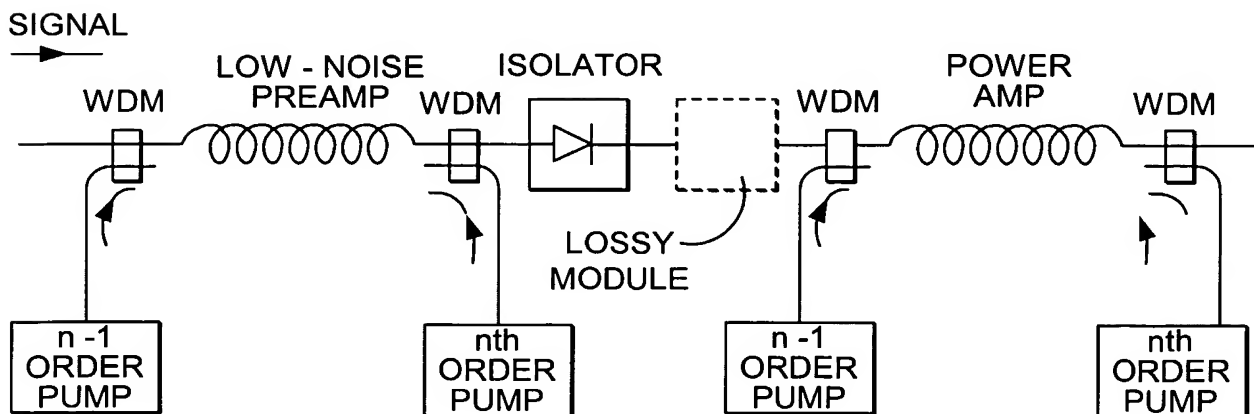 SIGNAL
LOW - NOISE
PREAMP
ISOLATOR
POWER
AMP
WDM
WDM
WDM
WDM
LOSSY
MODULE
n -1
ORDER
PUMP
nth
ORDER
PUMP
n -1
ORDER
PUMP
nth
ORDER
PUMP